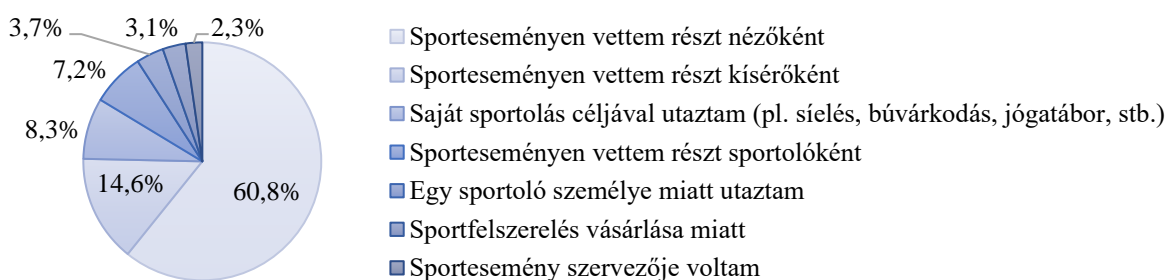 3,7%
3,1%
2,3%
7,2%
8,3%
14,6%
60,8%
Sporteseményen vettem részt nézőként
Sporteseményen vettem részt kísérőként
Saját sportolás céljával utaztam (pl. síelés, búvárkodás, jógatábor, stb.)
Sporteseményen vettem részt sportolóként
Egy sportoló személye miatt utaztam
Sportfelszerelés vásárlása miatt
Sportesemény szervezője voltam